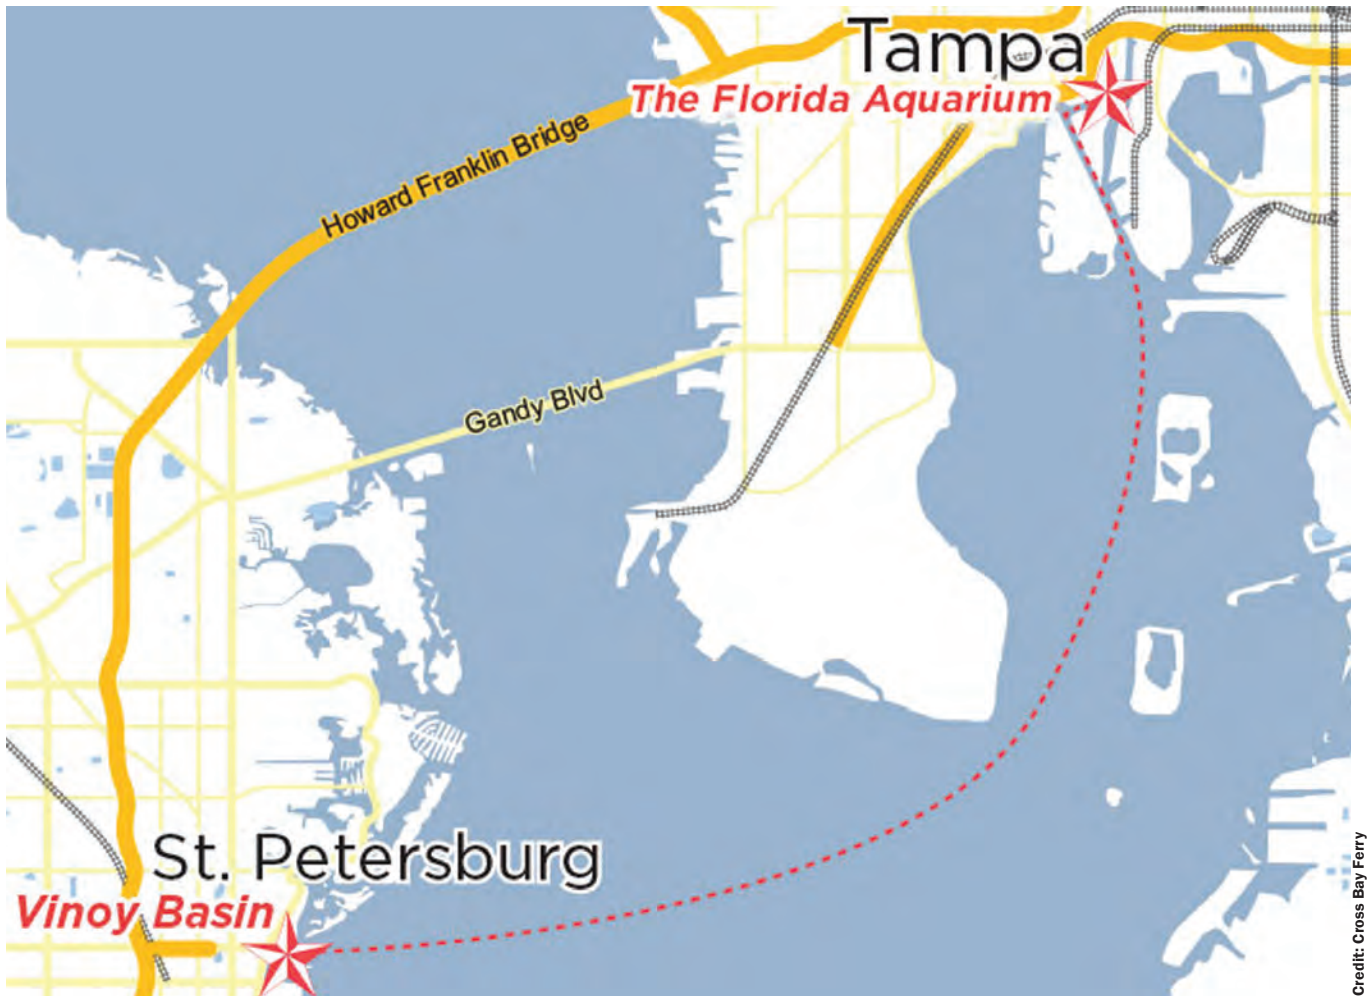 Tampa
The Florida Aquarium
Howard Franklin Bridge
Gandy Blvd
St. Petersburg
Vinoy Basin
Credit: Cross Bay Ferry